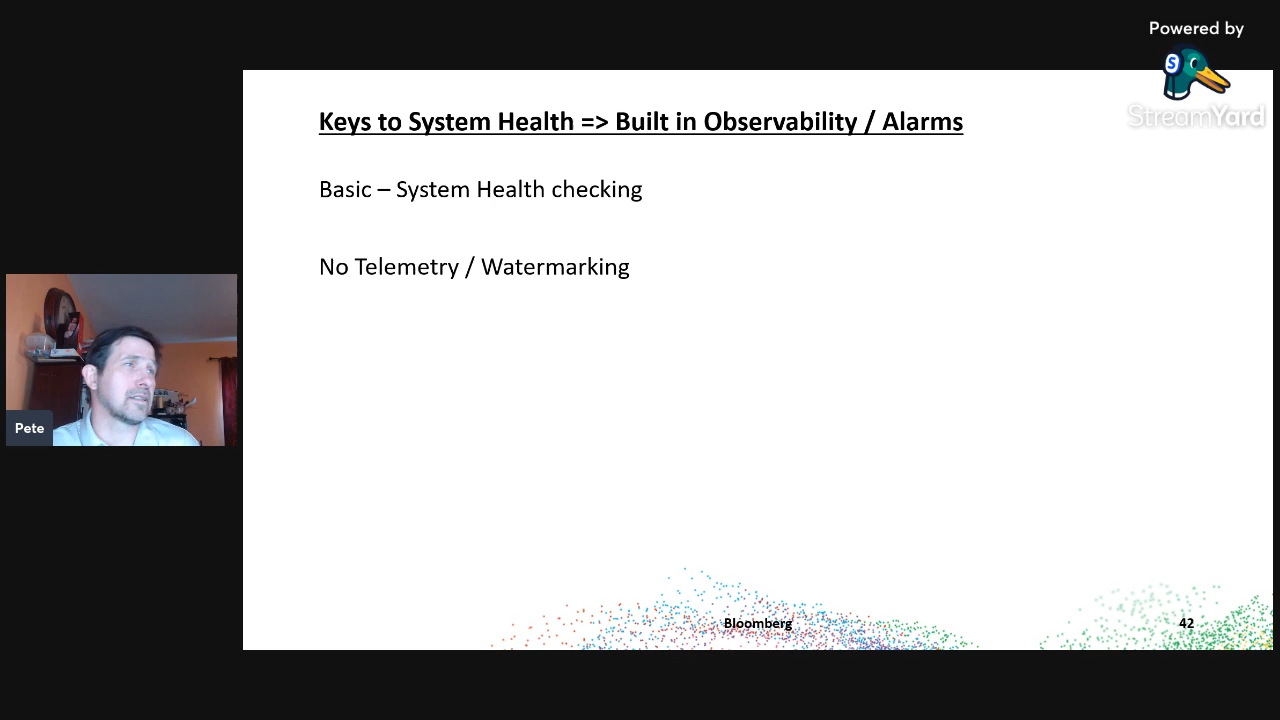 Powered by
S
StreamYard
Keys to System Health => Built in Observability / Alarms
Basic – System Health checking
No Telemetry / Watermarking
Pete
Bloomberg
42